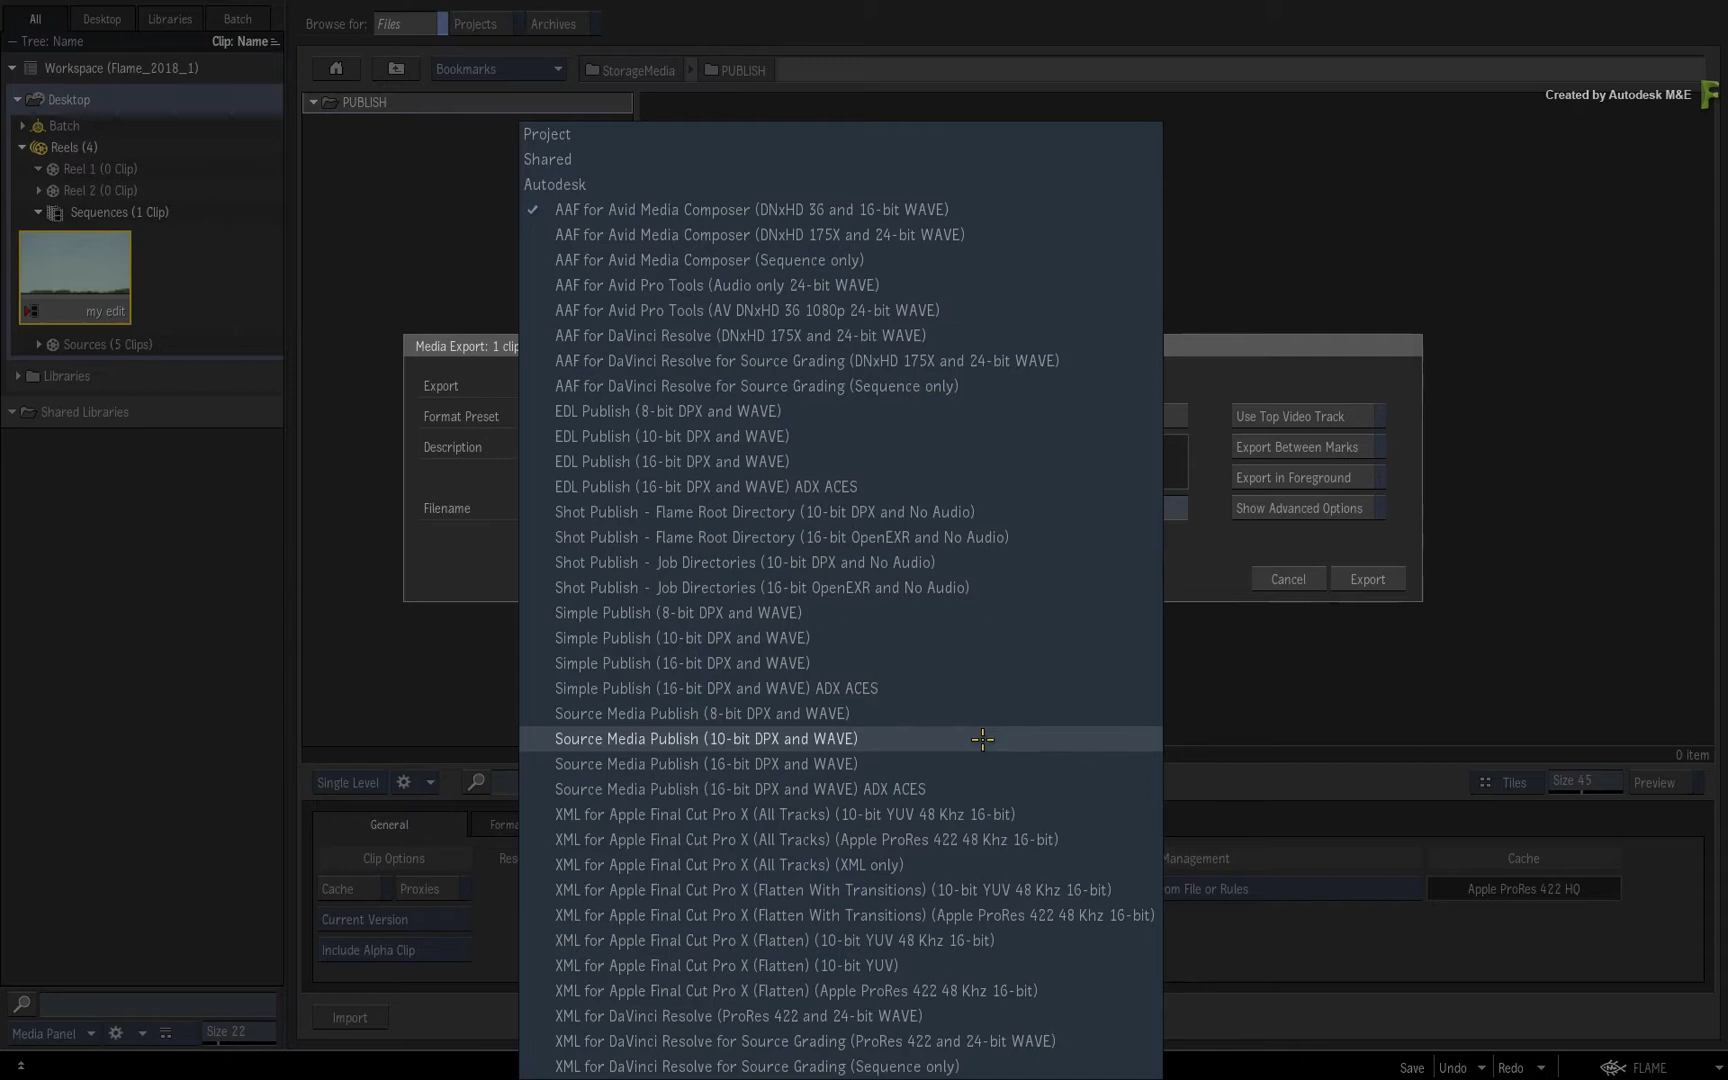 All Desktop Libraries Batch
Browse for: Files Projects Archives
Tree: Name Clip: Name
Workspace (Flame_2018_1)
Bookmarks StorageMedia PUBLISH
Desktop
PUBLISH
Created by Autodesk M&E
Batch
Reels (4)
Reel 1 (0 Clip)
Reel 2 (0 Clip)
Sequences (1 Clip)
my edit
Sources (5 Clips)
Libraries
Shared Libraries
Project
Shared
Autodesk
AAF for Avid Media Composer (DNxHD 36 and 16-bit WAVE)
AAF for Avid Media Composer (DNxHD 175X and 24-bit WAVE)
AAF for Avid Media Composer (Sequence only)
AAF for Avid Pro Tools (Audio only 24-bit WAVE)
AAF for Avid Pro Tools (AV DNxHD 36 1080p 24-bit WAVE)
AAF for DaVinci Resolve (DNxHD 175X and 24-bit WAVE)
AAF for DaVinci Resolve for Source Grading (DNxHD 175X and 24-bit WAVE)
AAF for DaVinci Resolve for Source Grading (Sequence only)
EDL Publish (8-bit DPX and WAVE)
EDL Publish (10-bit DPX and WAVE)
EDL Publish (16-bit DPX and WAVE)
EDL Publish (16-bit DPX and WAVE) ADX ACES
Shot Publish - Flame Root Directory (10-bit DPX and No Audio)
Shot Publish - Flame Root Directory (16-bit OpenEXR and No Audio)
Shot Publish - Job Directories (10-bit DPX and No Audio)
Shot Publish - Job Directories (16-bit OpenEXR and No Audio)
Simple Publish (8-bit DPX and WAVE)
Simple Publish (10-bit DPX and WAVE)
Simple Publish (16-bit DPX and WAVE)
Simple Publish (16-bit DPX and WAVE) ADX ACES
Source Media Publish (8-bit DPX and WAVE)
Source Media Publish (10-bit DPX and WAVE)
Source Media Publish (16-bit DPX and WAVE)
Source Media Publish (16-bit DPX and WAVE) ADX ACES
XML for Apple Final Cut Pro X (All Tracks) (10-bit YUV 48 Khz 16-bit)
XML for Apple Final Cut Pro X (All Tracks) (Apple ProRes 422 48 Khz 16-bit)
XML for Apple Final Cut Pro X (All Tracks) (XML only)
XML for Apple Final Cut Pro X (Flatten With Transitions) (10-bit YUV 48 Khz 16-bit)
XML for Apple Final Cut Pro X (Flatten With Transitions) (Apple ProRes 422 48 Khz 16-bit)
XML for Apple Final Cut Pro X (Flatten) (10-bit YUV 48 Khz 16-bit)
XML for Apple Final Cut Pro X (Flatten) (10-bit YUV)
XML for Apple Final Cut Pro X (Flatten) (Apple ProRes 422 48 Khz 16-bit)
XML for DaVinci Resolve (ProRes 422 and 24-bit WAVE)
XML for DaVinci Resolve for Source Grading (ProRes 422 and 24-bit WAVE)
XML for DaVinci Resolve for Source Grading (Sequence only)
Media Export: 1 clip
Export
Format Preset
Description
Filename
Use Top Video Track
Export Between Marks
Export in Foreground
Show Advanced Options
Cancel Export
0 item
Single Level Tiles Size 45 Preview
General Forma
Clip Options Res Management Cache
Cache Proxies om File or Rules Apple ProRes 422 HQ
Current Version
Include Alpha Clip
Import
Media Panel Size 22
Save Undo Redo FLAME